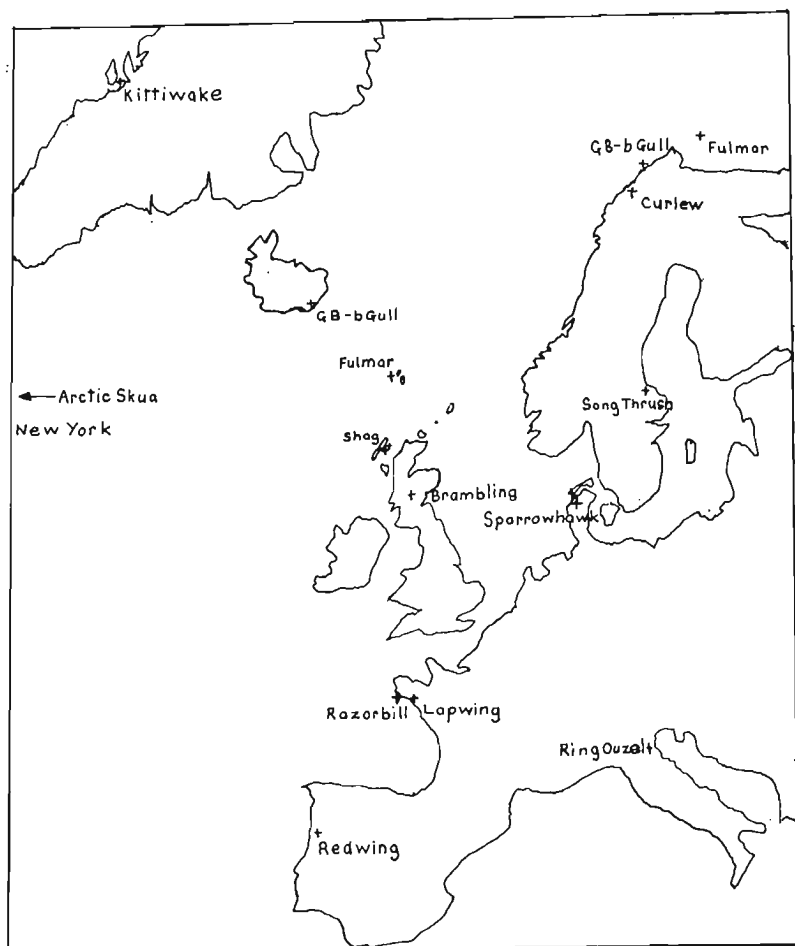 Kittiwake
GB-b Gull
Fulmar
Curlew
GB-b Gull
Fulmar
Arctic Skua
New York
Song Thrush
Shag
Brambling
Sparrowhawk
Razorbill
Lapwing
Ring Ouzel
Redwing